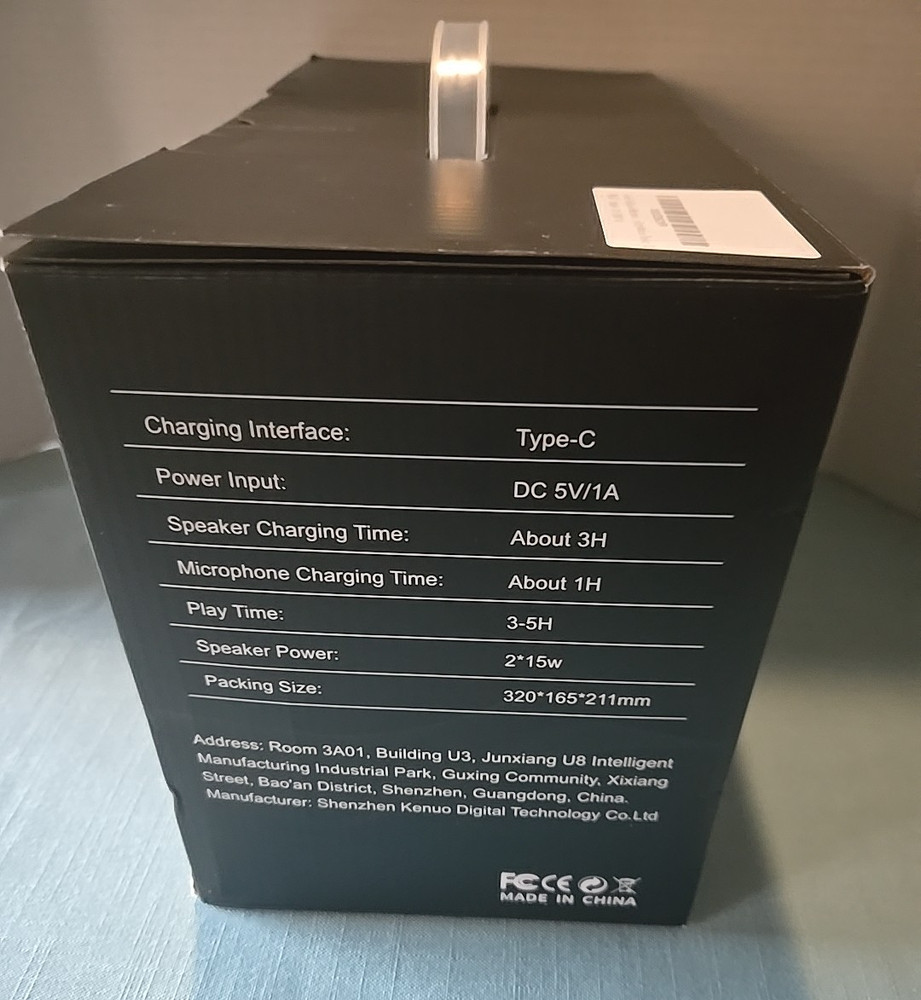 Charging Interface: Type-C
Power Input: DC 5V/1A
Speaker Charging Time: About 3H
Microphone Charging Time: About 1H
Play Time: 3-5H
Speaker Power: 2*15w
Packing Size: 320*165*211mm
Address: Room 3A01, Building U3, Junxiang U8 Intelligent
Manufacturing Industrial Park, Guxing Community, Xixiang
Street, Bao'an District, Shenzhen, Guangdong, China.
Manufacturer: Shenzhen Kenuo Digital Technology Co.Ltd
FC CE
MADE IN CHINA